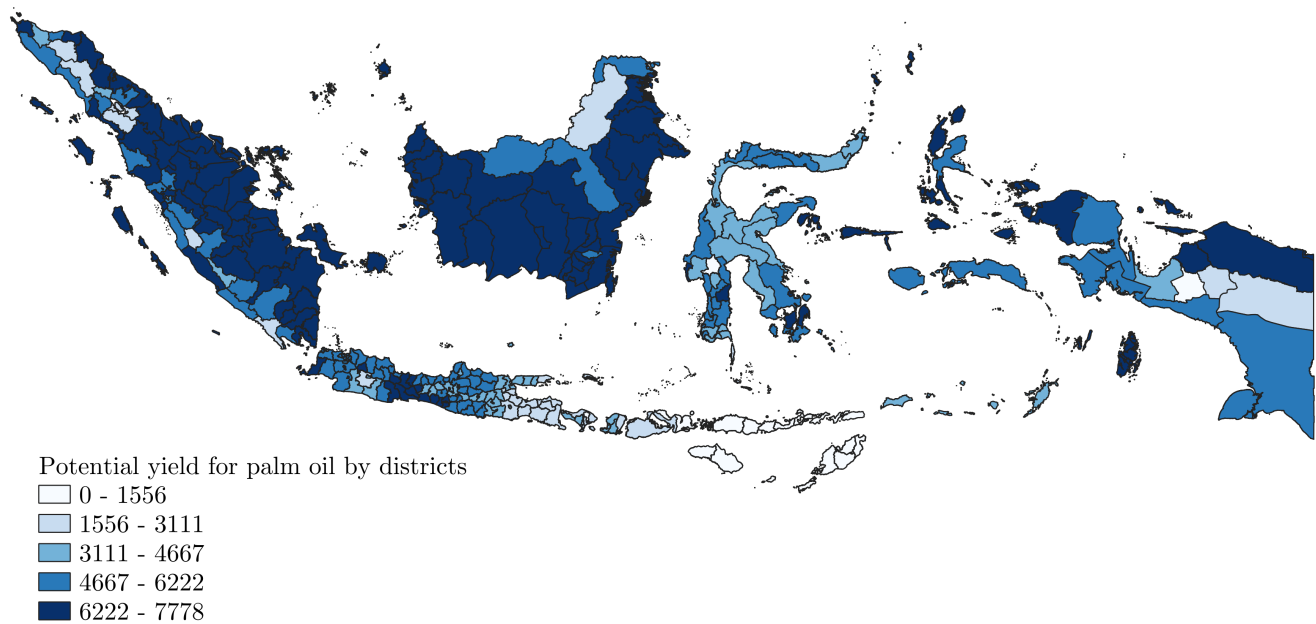 Potential yield for palm oil by districts
0 - 1556
1556 - 3111
3111 - 4667
4667 - 6222
6222 - 7778